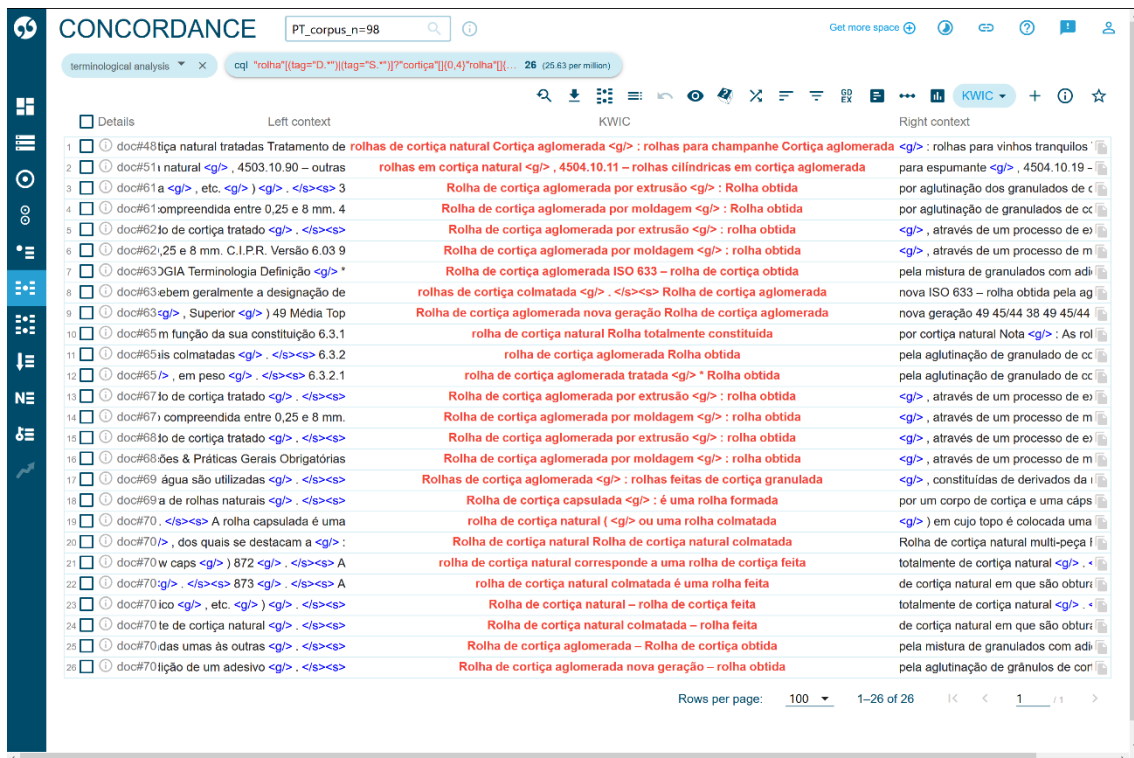 CONCORDANCE PT_corpus_n=98 Get more space
terminological analysis cql "rolha"[(tag="D.*")|(tag="S.*")]?"cortiça"[]{0,4}"rolha"[]{... 26 (25.63 per million)
GD EX KWIC
Details Left context KWIC Right context
1 doc#48 tiça natural tratadas Tratamento de rolhas de cortiça natural Cortiça aglomerada <g/> : rolhas para champanhe Cortiça aglomerada <g/> : rolhas para vinhos tranquilos
2 doc#51 natural <g/> , 4503.10.90 – outras rolhas em cortiça natural <g/> , 4504.10.11 – rolhas cilíndricas em cortiça aglomerada para espumante <g/> , 4504.10.19 –
3 doc#61 a <g/> , etc. <g/> ) <g/> . </s><s> 3 Rolha de cortiça aglomerada por extrusão <g/> : Rolha obtida por aglutinação dos granulados de
4 doc#61 compreendida entre 0,25 e 8 mm. 4 Rolha de cortiça aglomerada por moldagem <g/> : Rolha obtida por aglutinação de granulados de
5 doc#62 do de cortiça tratado <g/> . </s><s> Rolha de cortiça aglomerada por extrusão <g/> : rolha obtida <g/> , através de um processo de
6 doc#62 ,25 e 8 mm. C.I.P.R. Versão 6.03 9 Rolha de cortiça aglomerada por moldagem <g/> : rolha obtida <g/> , através de um processo de m
7 doc#63 OGIA Terminologia Definição <g/> * Rolha de cortiça aglomerada ISO 633 – rolha de cortiça obtida pela mistura de granulados com adi
8 doc#63 ebem geralmente a designação de rolhas de cortiça colmatada <g/> . </s><s> Rolha de cortiça aglomerada nova ISO 633 – rolha obtida pela ag
9 doc#63 <g/> , Superior <g/> ) 49 Média Top Rolha de cortiça aglomerada nova geração Rolha de cortiça aglomerada nova geração 49 45/44 38 49 45/44
10 doc#65 m função da sua constituição 6.3.1 rolha de cortiça natural Rolha totalmente constituída por cortiça natural Nota <g/> : As rol
11 doc#65 is colmatadas <g/> . </s><s> 6.3.2 rolha de cortiça aglomerada Rolha obtida pela aglutinação de granulado de
12 doc#65 /> , em peso <g/> . </s><s> 6.3.2.1 rolha de cortiça aglomerada tratada <g/> * Rolha obtida pela aglutinação de granulado de
13 doc#67 do de cortiça tratado <g/> . </s><s> Rolha de cortiça aglomerada por extrusão <g/> : rolha obtida <g/> , através de um processo de
14 doc#67 compreendida entre 0,25 e 8 mm. Rolha de cortiça aglomerada por moldagem <g/> : rolha obtida <g/> , através de um processo de m
15 doc#68 do de cortiça tratado <g/> . </s><s> Rolha de cortiça aglomerada por extrusão <g/> : rolha obtida <g/> , através de um processo de
16 doc#68 ões & Práticas Gerais Obrigatórias Rolha de cortiça aglomerada por moldagem <g/> : rolha obtida <g/> , através de um processo de m
17 doc#69 água são utilizadas <g/> . </s><s> Rolhas de cortiça aglomerada <g/> : rolhas feitas de cortiça granulada <g/> , constituídas de derivados da
18 doc#69 a de rolhas naturais <g/> . </s><s> Rolha de cortiça capsulada <g/> : é uma rolha formada por um corpo de cortiça e uma cáps
19 doc#70 . </s><s> A rolha capsulada é uma rolha de cortiça natural ( <g/> ou uma rolha colmatada <g/> ) em cujo topo é colocada uma
20 doc#70 /> , dos quais se destacam a <g/> : Rolha de cortiça natural Rolha de cortiça natural colmatada Rolha de cortiça natural multi-peça
21 doc#70 w caps <g/> ) 872 <g/> . </s><s> A rolha de cortiça natural corresponde a uma rolha de cortiça feita totalmente de cortiça natural <g/> .
22 doc#70 g/> . </s><s> 873 <g/> . </s><s> A rolha de cortiça natural colmatada é uma rolha feita de cortiça natural em que são obtura
23 doc#70 ico <g/> , etc. <g/> ) <g/> . </s><s> Rolha de cortiça natural – rolha de cortiça feita totalmente de cortiça natural <g/> .
24 doc#70 te de cortiça natural <g/> . </s><s> Rolha de cortiça natural colmatada – rolha feita de cortiça natural em que são obtura
25 doc#70 das umas às outras <g/> . </s><s> Rolha de cortiça aglomerada – Rolha de cortiça obtida pela mistura de granulados com adi
26 doc#70 dição de um adesivo <g/> . </s><s> Rolha de cortiça aglomerada nova geração – rolha obtida pela aglutinação de grânulos de cort
Rows per page: 100 1–26 of 26 1 / 1